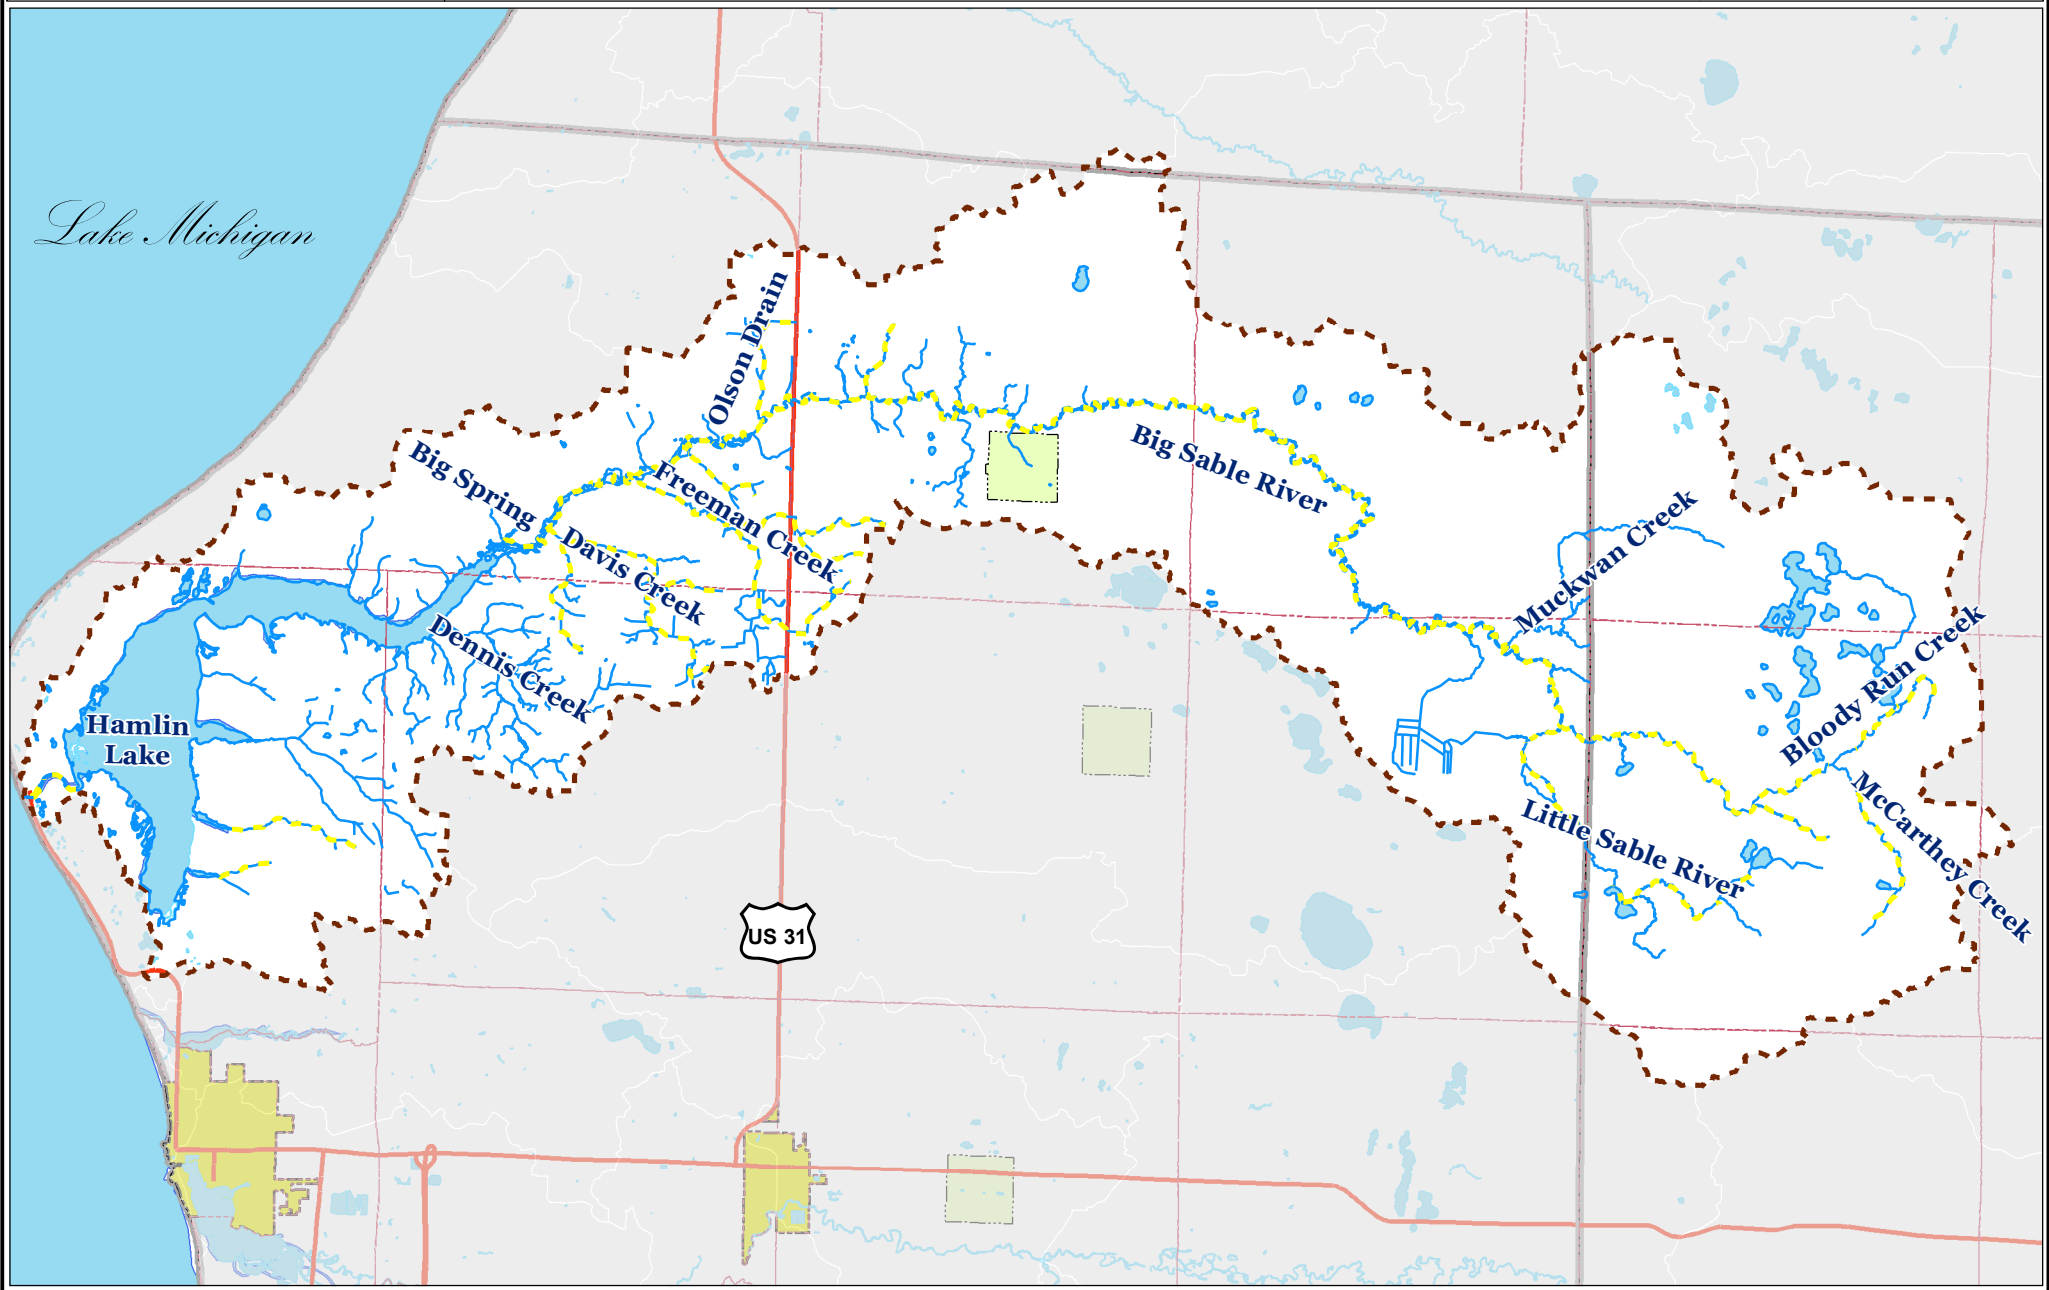 Lake Michigan
Olson Drain
Big Spring
Freeman Creek
Big Sable River
Davis Creek
Muckwan Creek
Dennis Creek
Bloody Run Creek
Hamlin
Lake
McCarthey Creek
Little Sable River
US 31